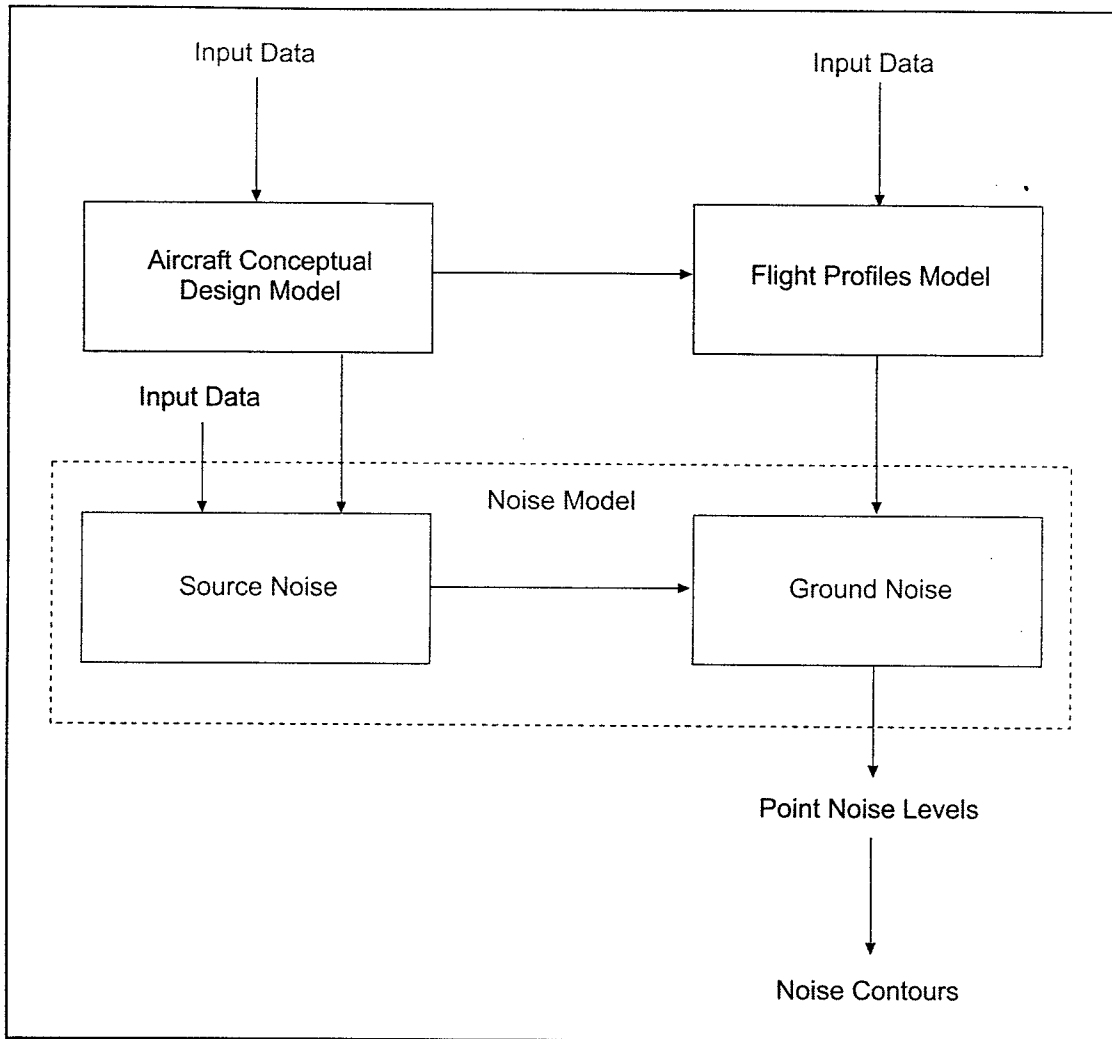 Input Data
Input Data
Aircraft Conceptual
Design Model
Flight Profiles Model
Input Data
Noise Model
Source Noise
Ground Noise
Point Noise Levels
Noise Contours